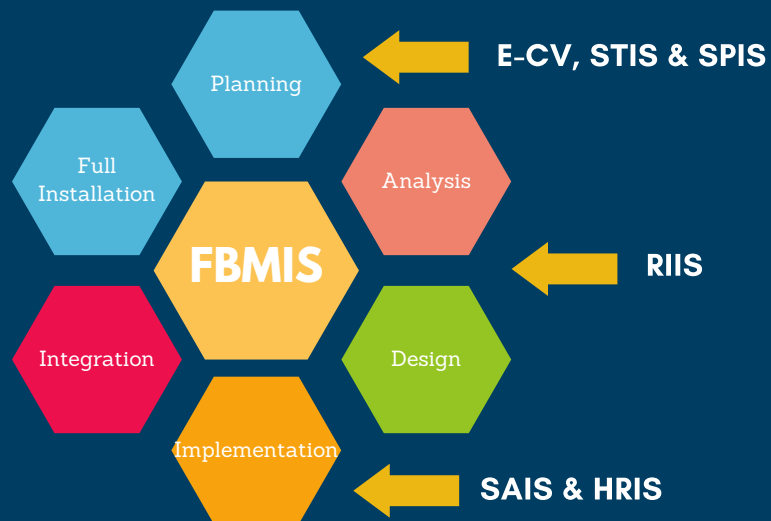 Planning
E-CV, STIS & SPIS
Full
Installation
Analysis
FBMIS
RIIS
Integration
Design
Implementation
SAIS & HRIS